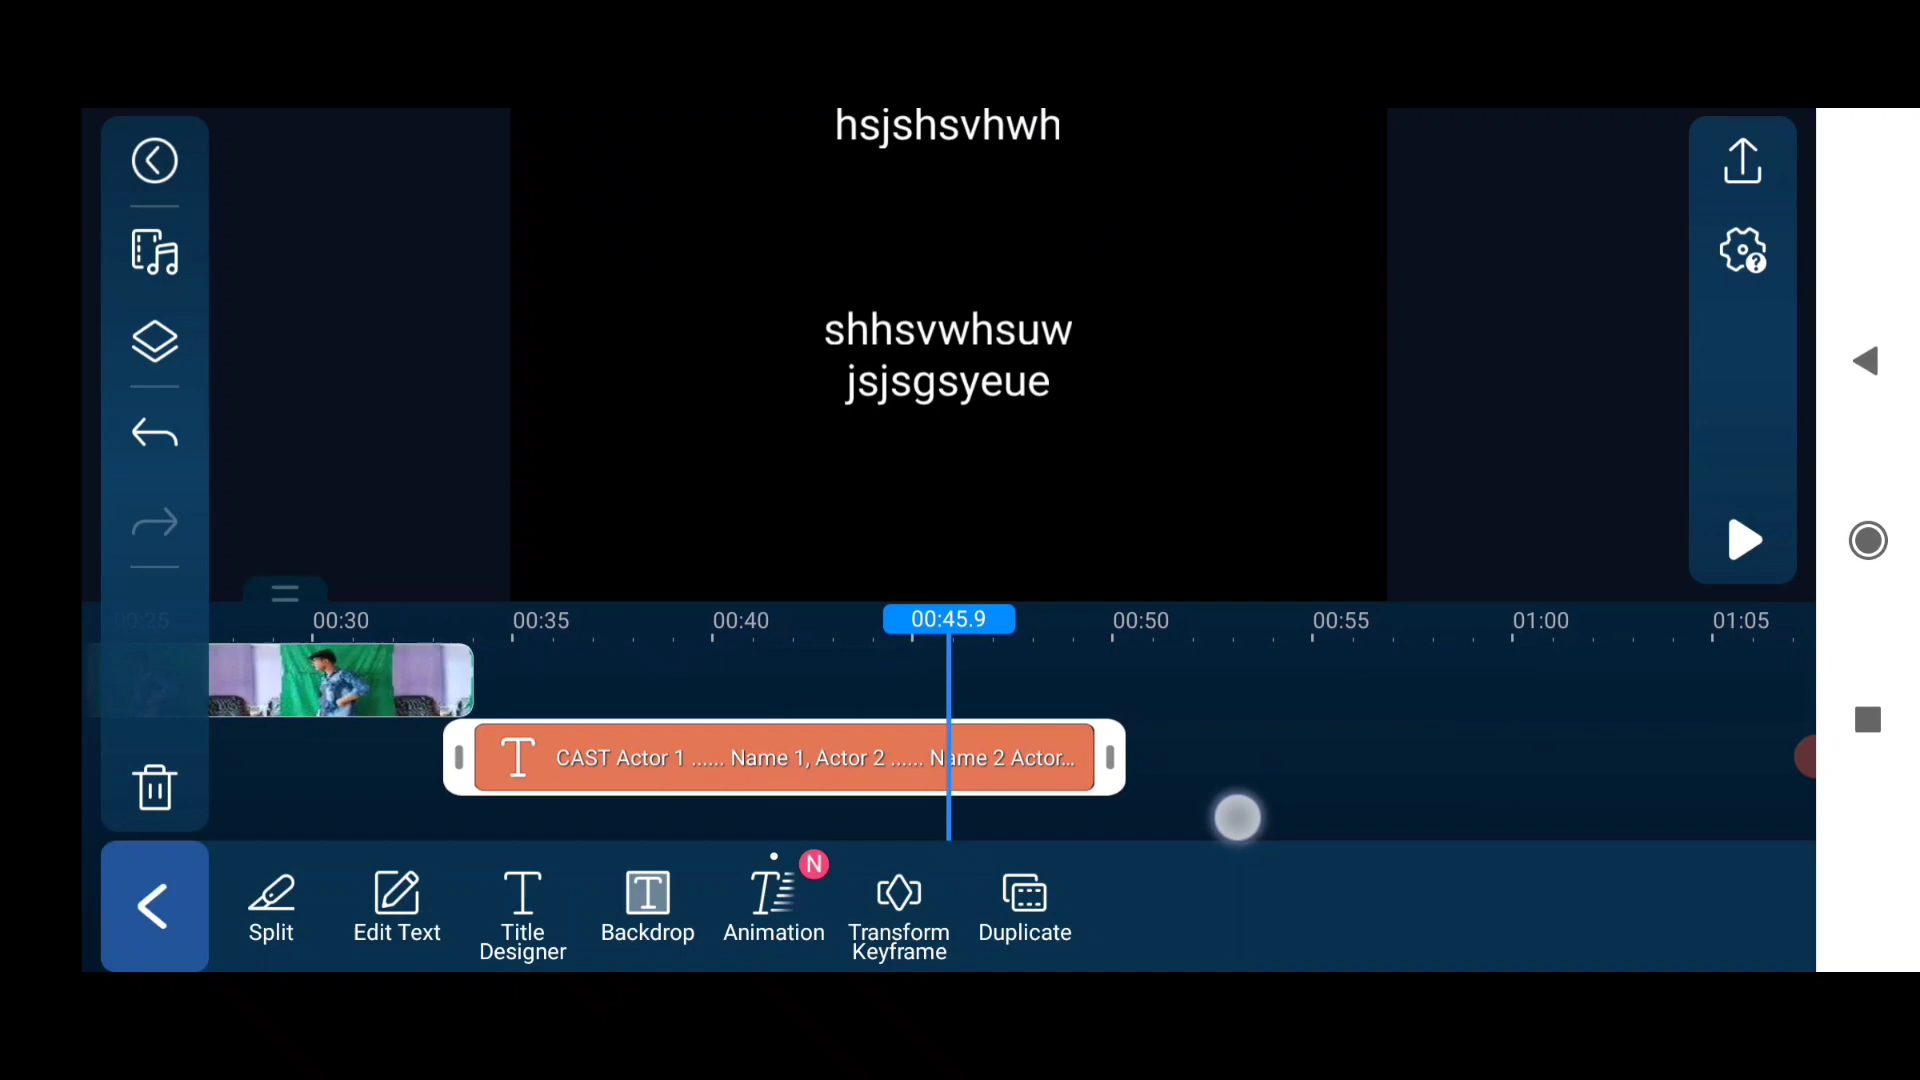 hsjshsvhwh
shhsvwhsuw
jsjsgsyeue
00:25 00:30 00:35 00:40 00:45.9 00:50 00:55 01:00 01:05
T CAST Actor 1 ...... Name 1, Actor 2 ...... Name 2 Actor...
N
Split
Edit Text
Title
Designer
Backdrop
Animation
Transform
Keyframe
Duplicate